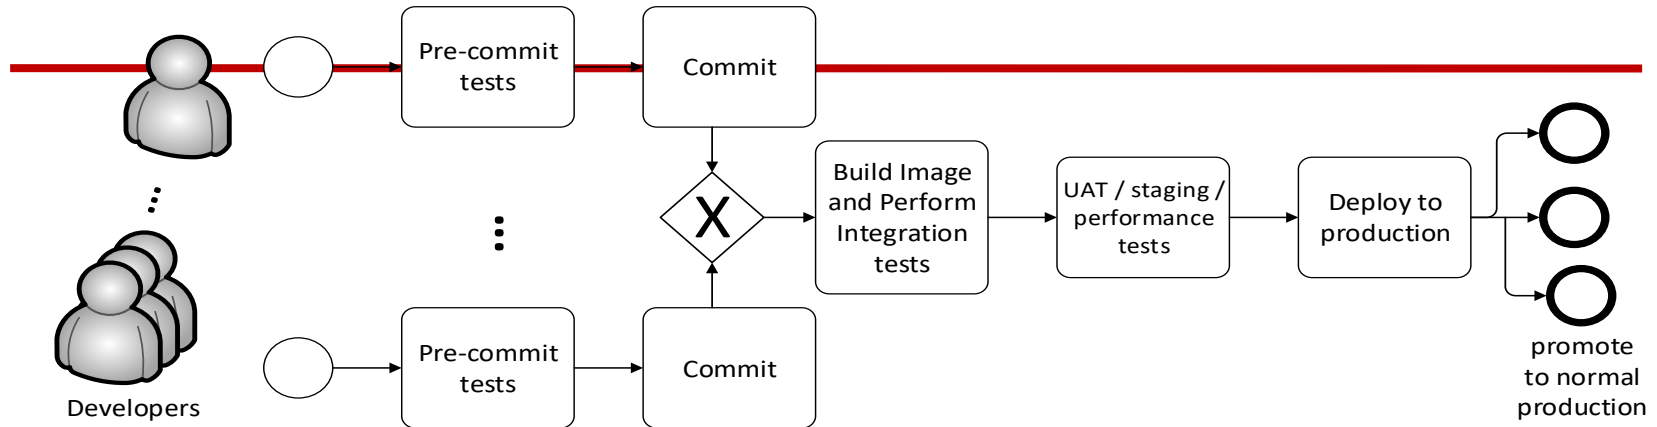 Pre-commit
tests
Commit
X
Build Image
and Perform
Integration
tests
UAT / staging /
performance
tests
Deploy to
production
Pre-commit
tests
Commit
Developers
promote
to normal
production